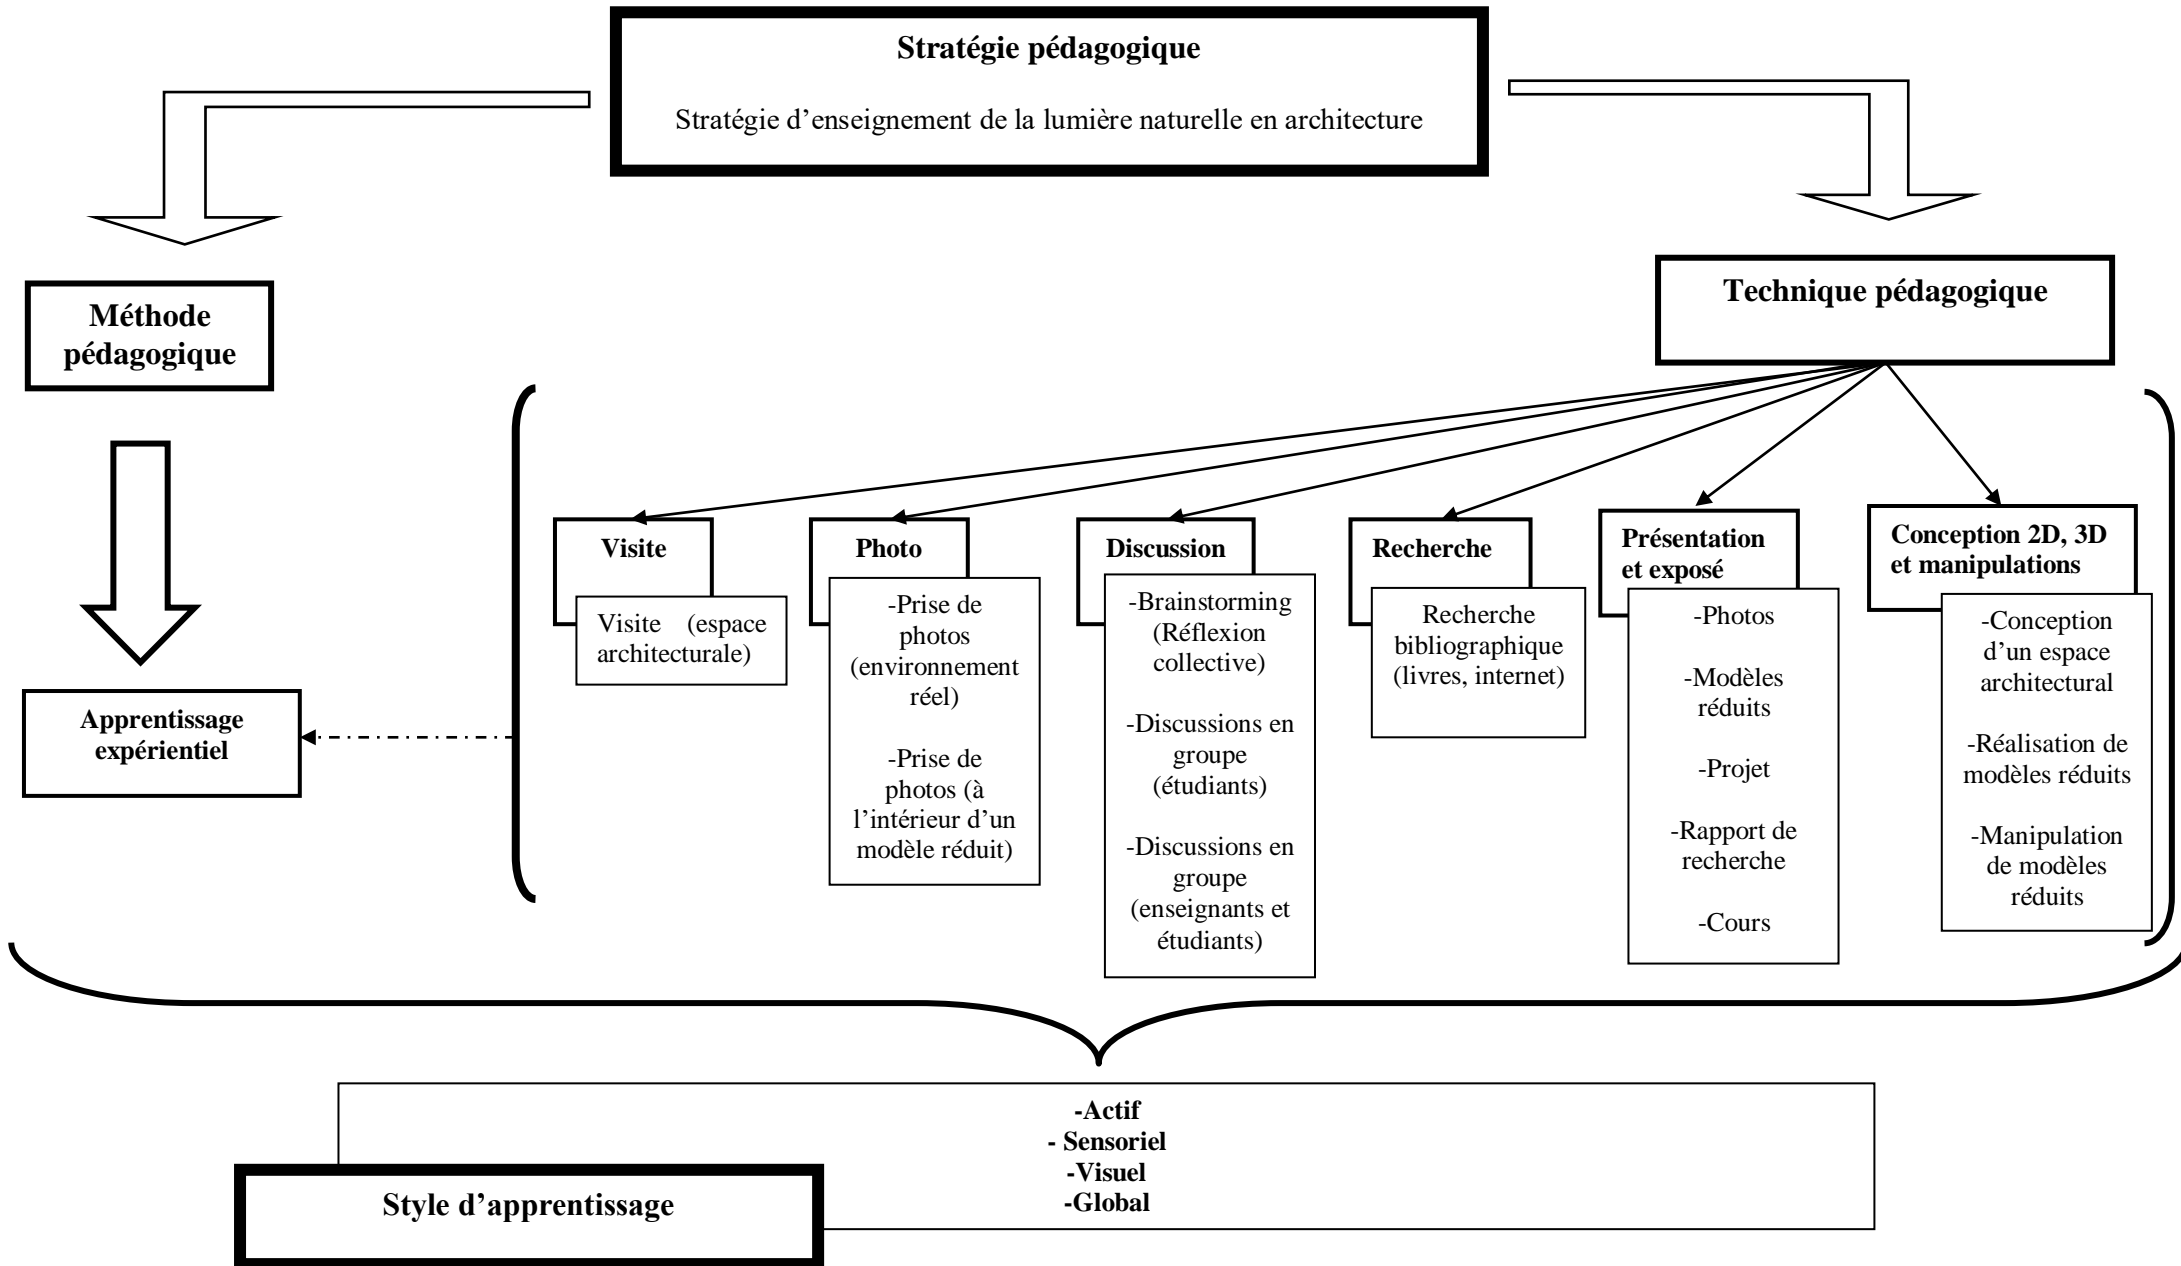 Stratégie pédagogique
Stratégie d’enseignement de la lumière naturelle en architecture
Méthode
pédagogique
Technique pédagogique
Apprentissage
expérientiel
Visite
Visite (espace
architecturale)
Photo
-Prise de
photos
(environnement
réel)
-Prise de
photos (à
l’intérieur d’un
modèle réduit)
Discussion
-Brainstorming
(Réflexion
collective)
-Discussions en
groupe
(étudiants)
-Discussions en
groupe
(enseignants et
étudiants)
Recherche
Recherche
bibliographique
(livres, internet)
Présentation
et exposé
-Photos
-Modèles
réduits
-Projet
-Rapport de
recherche
-Cours
Conception 2D, 3D
et manipulations
-Conception
d’un espace
architectural
-Réalisation de
modèles réduits
-Manipulation
de modèles
réduits
-Actif
- Sensoriel
-Visuel
-Global
Style d’apprentissage